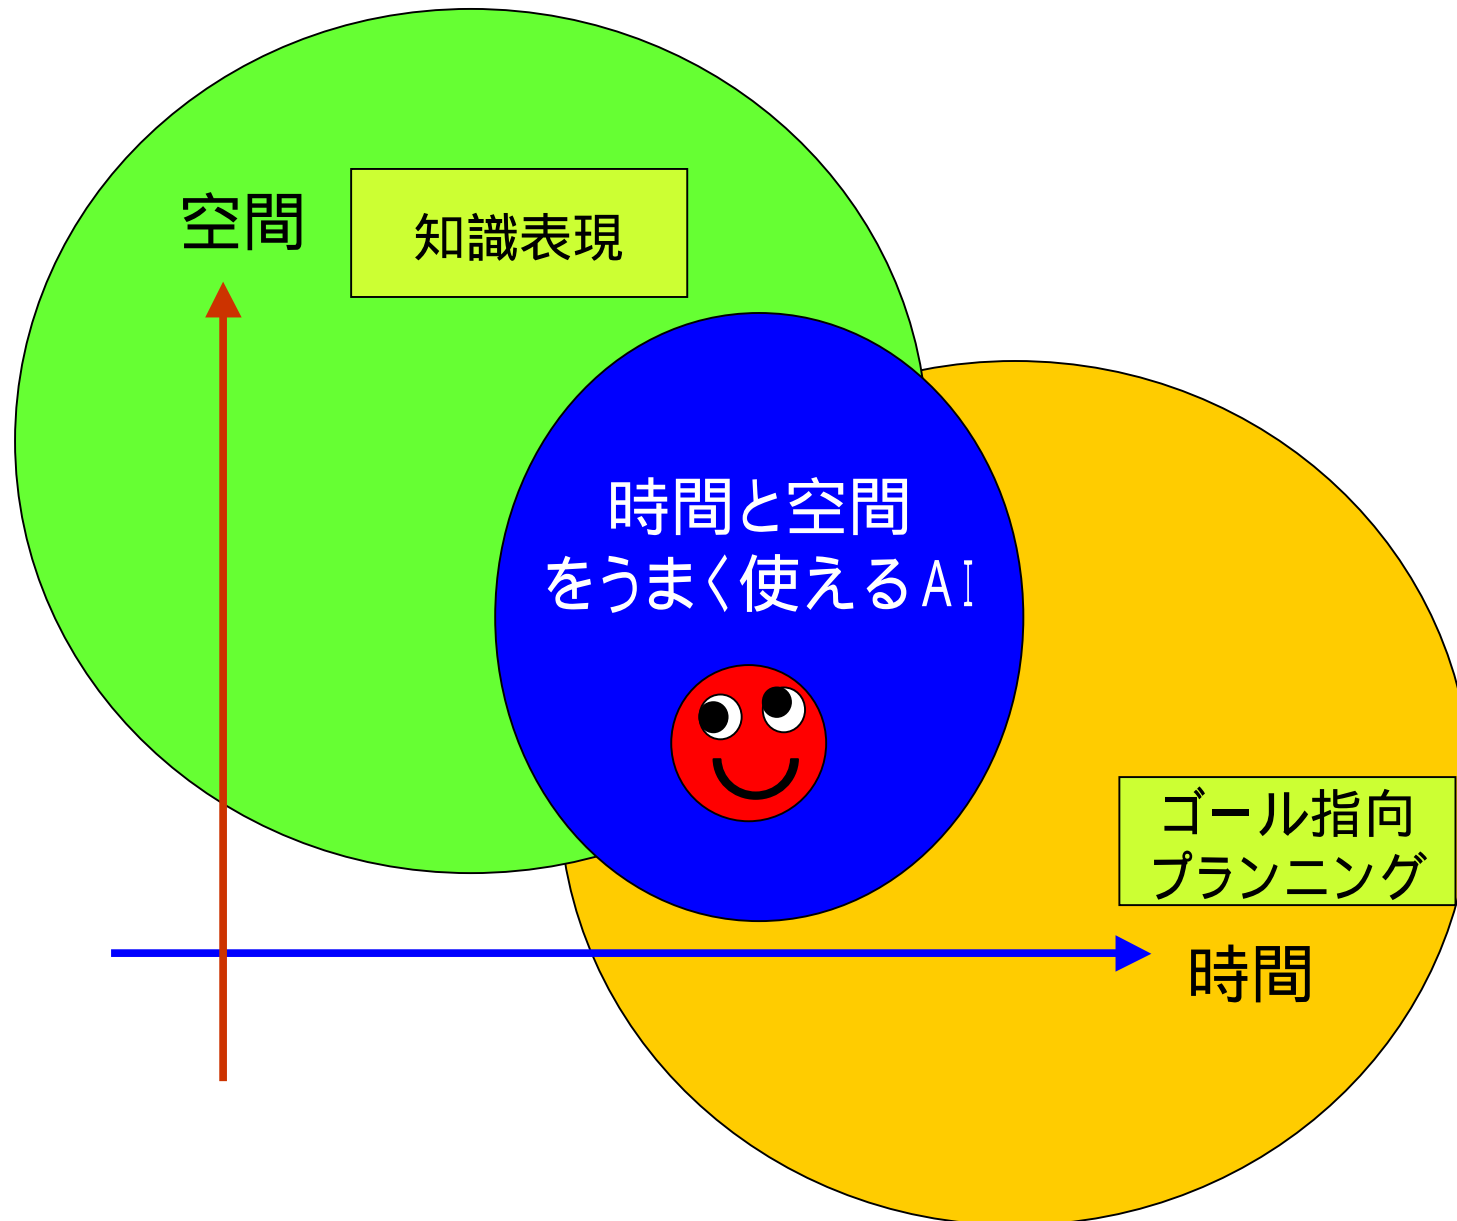 空間
知識表現
時間と空間
をうまく使えるAI
ゴール指向
プランニング
時間